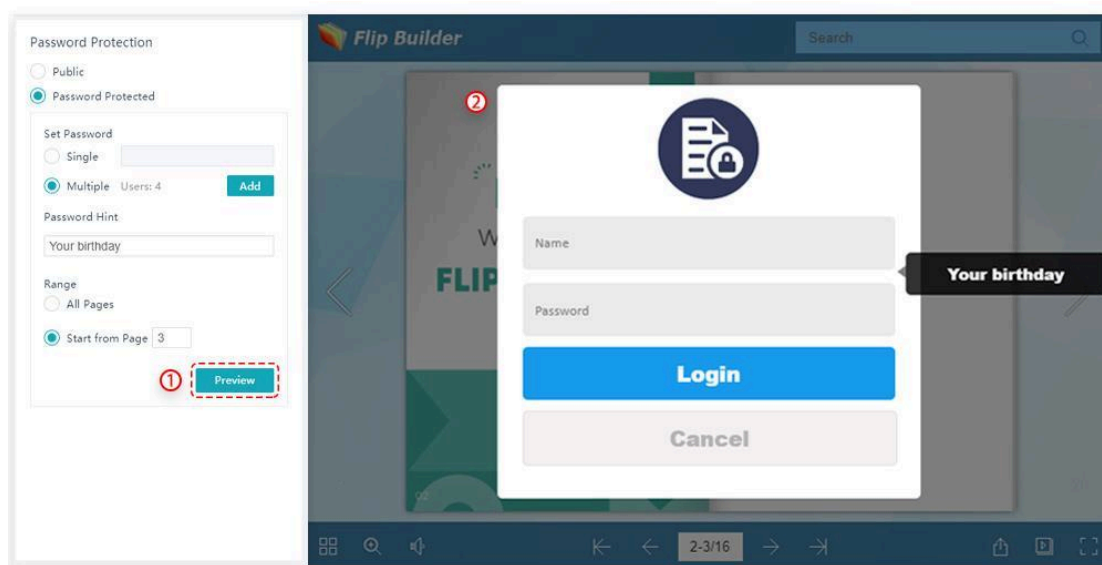 Password Protection
Public
Password Protected
Set Password
Single
Multiple Users: 4 Add
Password Hint
Your birthday
Range
All Pages
Start from Page 3
① Preview
Flip Builder
Search
②
W
FLIP
Name
Password
Your birthday
Login
Cancel
02
2-3/16